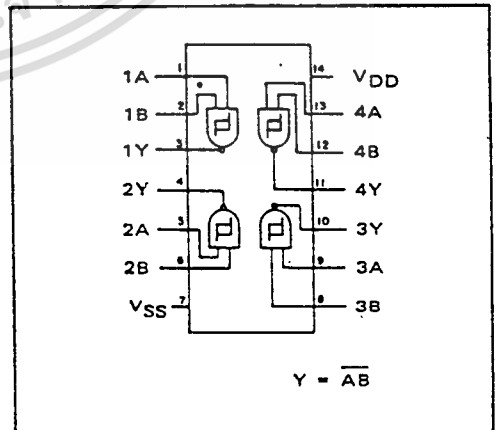 1A 1 14 VDD
1B 2 13 4A
1Y 3 12 4B
2Y 4 11 4Y
2A 5 10 3Y
2B 6 9 3A
VSS 7 8 3B
Y = \overline{AB}